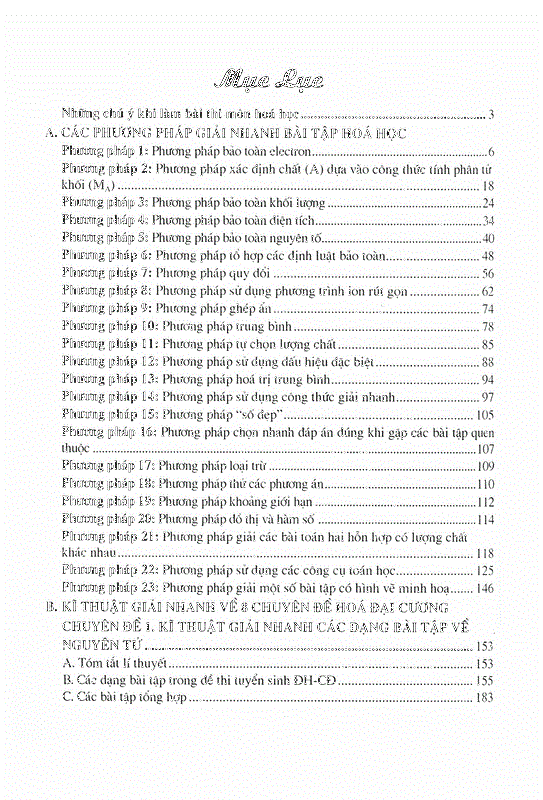 Mục Lục
Những chú ý khi làm bài thi môn hoá học ........ 3
A. CÁC PHƯƠNG PHÁP GIẢI NHANH BÀI TẬP HOÁ HỌC
Phương pháp 1: Phương pháp bảo toàn electron ........ 6
Phương pháp 2: Phương pháp xác định chất (A) dựa vào công thức tính phân tử
khối (M_A) ........ 18
Phương pháp 3: Phương pháp bảo toàn khối lượng ........ 24
Phương pháp 4: Phương pháp bảo toàn điện tích ........ 34
Phương pháp 5: Phương pháp bảo toàn nguyên tố ........ 40
Phương pháp 6: Phương pháp tổ hợp các định luật bảo toàn ........ 48
Phương pháp 7: Phương pháp quy đổi ........ 56
Phương pháp 8: Phương pháp sử dụng phương trình ion rút gọn ........ 62
Phương pháp 9: Phương pháp ghép ẩn ........ 74
Phương pháp 10: Phương pháp trung bình ........ 78
Phương pháp 11: Phương pháp tự chọn lượng chất ........ 85
Phương pháp 12: Phương pháp sử dụng dấu hiệu đặc biệt ........ 88
Phương pháp 13: Phương pháp hoá trị trung bình ........ 94
Phương pháp 14: Phương pháp sử dụng công thức giải nhanh ........ 97
Phương pháp 15: Phương pháp "số đẹp" ........ 105
Phương pháp 16: Phương pháp chọn nhanh đáp án đúng khi gặp các bài tập quen
thuộc ........ 107
Phương pháp 17: Phương pháp loại trừ ........ 109
Phương pháp 18: Phương pháp thử các phương án ........ 110
Phương pháp 19: Phương pháp khoảng giới hạn ........ 112
Phương pháp 20: Phương pháp đồ thị và hàm số ........ 114
Phương pháp 21: Phương pháp giải các bài toán hai hỗn hợp có lượng chất
khác nhau ........ 118
Phương pháp 22: Phương pháp sử dụng các công cụ toán học ........ 125
Phương pháp 23: Phương pháp giải một số bài tập có hình vẽ minh hoạ ........ 146
B. KĨ THUẬT GIẢI NHANH VỀ 8 CHUYÊN ĐỀ HOÁ ĐẠI CƯƠNG
CHUYÊN ĐỀ 1. KĨ THUẬT GIẢI NHANH CÁC DẠNG BÀI TẬP VỀ
NGUYÊN TỬ ........ 153
A. Tóm tắt lí thuyết ........ 153
B. Các dạng bài tập trong đề thi tuyển sinh ĐH-CĐ ........ 155
C. Các bài tập tổng hợp ........ 183